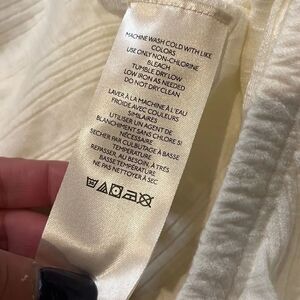 MACHINE WASH COLD WITH LIKE
COLORS
USE ONLY NON-CHLORINE
BLEACH
TUMBLE DRY LOW
LOW IRON AS NEEDED
DO NOT DRY CLEAN
LAVER À LA MACHINE À L'EAU
FROIDE AVEC COULEURS
SIMILAIRES
UTILISER UN AGENT DE
BLANCHIMENT SANS CHLORE SI
NÉCESSAIRE
SECHER PAR CULBUTAGE À BASSE
TEMPÉRATURE
REPASSER, AU BESOIN, À TRÈS
BASSE TEMPÉRATURE
NE PAS NETTOYER À SEC